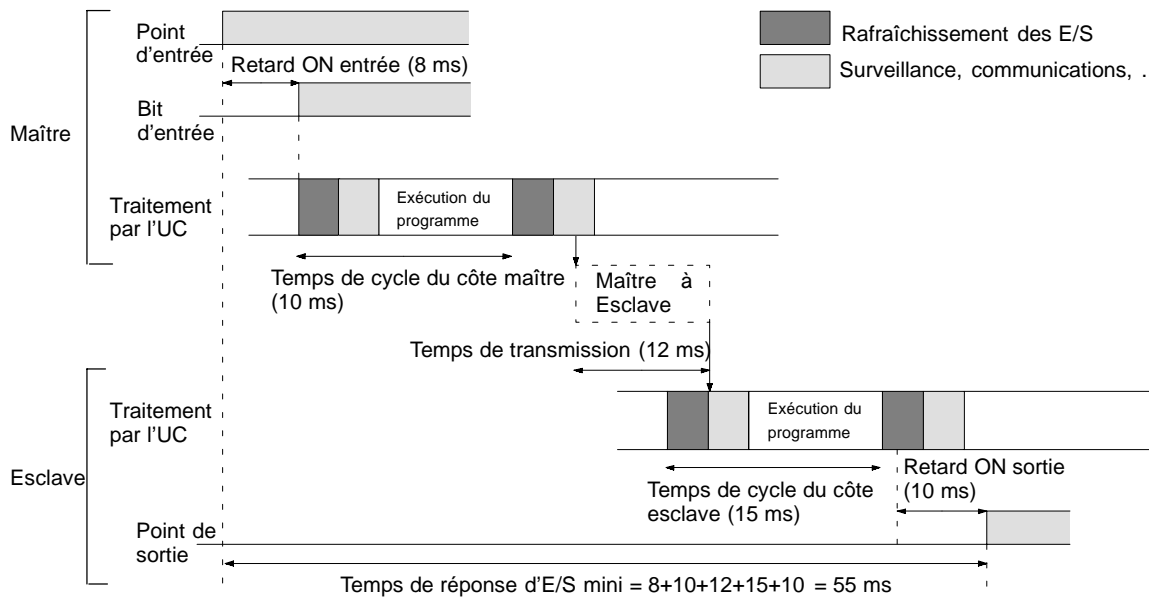 Point
d'entrée
Rafraîchissement des E/S
Retard ON entrée (8 ms)
Surveillance, communications, .
Bit
d'entrée
Maître
Traitement
par l'UC
Exécution du
programme
Temps de cycle du côte maître
(10 ms)
Maître à
Esclave
Temps de transmission (12 ms)
Traitement
par l'UC
Exécution du
programme
Esclave
Temps de cycle du côte
esclave (15 ms)
Retard ON sortie
(10 ms)
Point de
sortie
Temps de réponse d'E/S mini = 8+10+12+15+10 = 55 ms